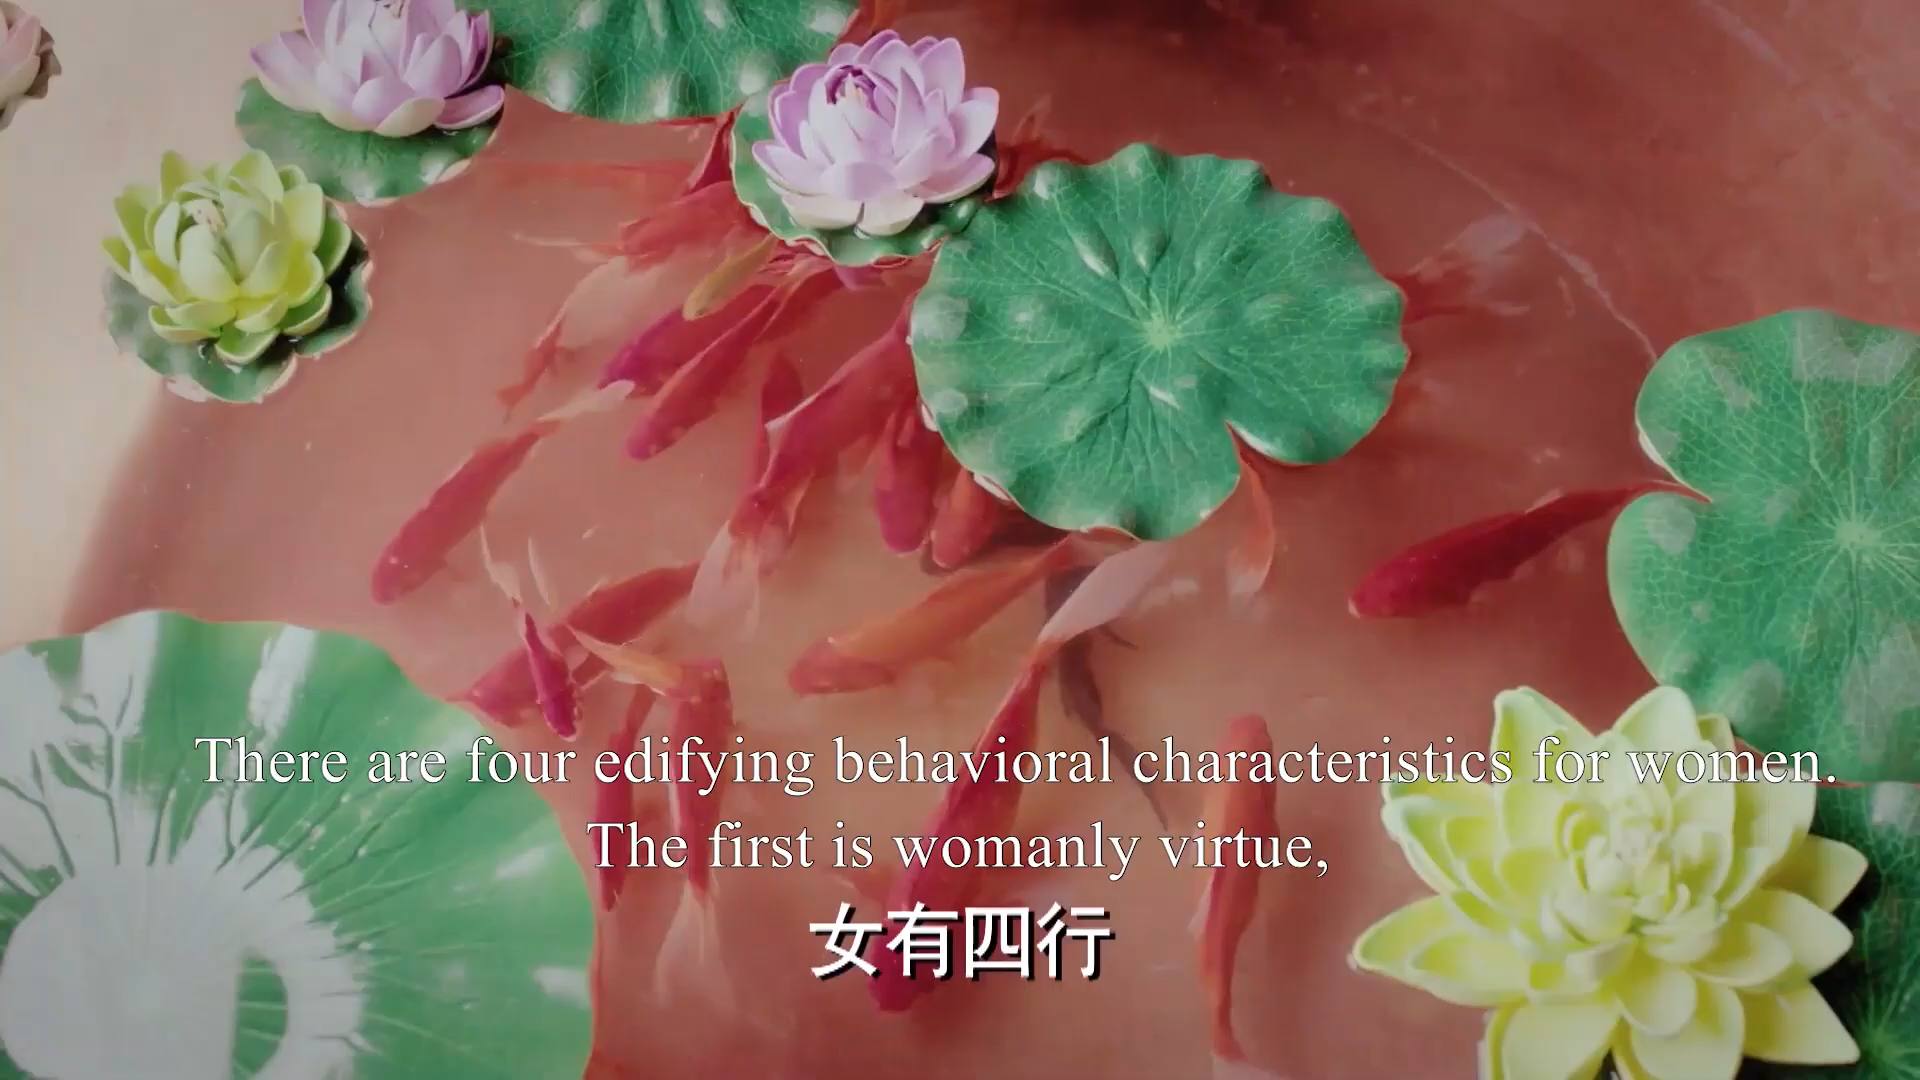 There are four edifying behavioral characteristics for women.
The first is womanly virtue,
女有四行